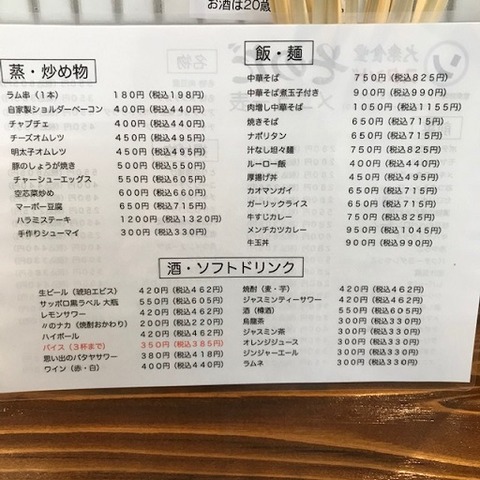 お酒は20歳
蒸・炒め物
ラム串（1本） 180円(税込198円)
自家製ショルダーベーコン 400円(税込440円)
チャプチェ 400円(税込440円)
チーズオムレツ 450円(税込495円)
明太子オムレツ 450円(税込495円)
豚のしょうが焼き 500円(税込550円)
チャーシューエッグス 550円(税込605円)
空芯菜炒め 600円(税込660円)
マーボー豆腐 650円(税込715円)
ハラミステーキ 1200円(税込1320円)
手作りシューマイ 300円(税込330円)
飯・麺
中華そば 750円(税込825円)
中華そば煮玉子付き 900円(税込990円)
肉増し中華そば 1050円(税込1155円)
焼きそば 650円(税込715円)
ナポリタン 650円(税込715円)
汁なし坦々麺 750円(税込825円)
ルーロー飯 400円(税込440円)
厚揚げ丼 450円(税込495円)
カオマンガイ 650円(税込715円)
ガーリックライス 650円(税込715円)
牛すじカレー 750円(税込825円)
メンチカツカレー 950円(税込1045円)
牛玉丼 900円(税込990円)
酒・ソフトドリンク
生ビール（琥珀エビス） 420円(税込462円)
サッポロ黒ラベル 大瓶 550円(税込605円)
レモンサワー 420円(税込462円)
〃のナカ（焼酎おかわり） 200円(税込220円)
ハイボール 420円(税込462円)
バイス（3杯まで） 350円(税込385円)
思い出のパタヤサワー 380円(税込418円)
ワイン（赤・白） 400円(税込440円)
焼酎（麦・芋） 420円(税込462円)
ジャスミンティーサワー 420円(税込462円)
酒（樽酒） 550円(税込605円)
烏龍茶 300円(税込330円)
ジャスミン茶 300円(税込330円)
オレンジジュース 300円(税込330円)
ジンジャーエール 300円(税込330円)
ラムネ 300円(税込330円)